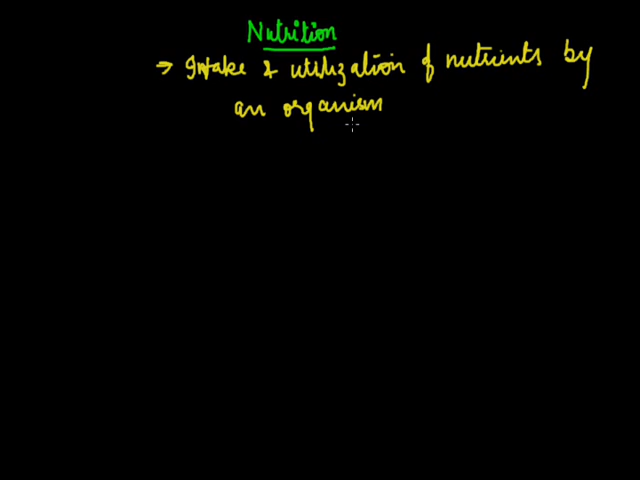 Nutrition
→ Intake & utilization of nutrients by
an organism